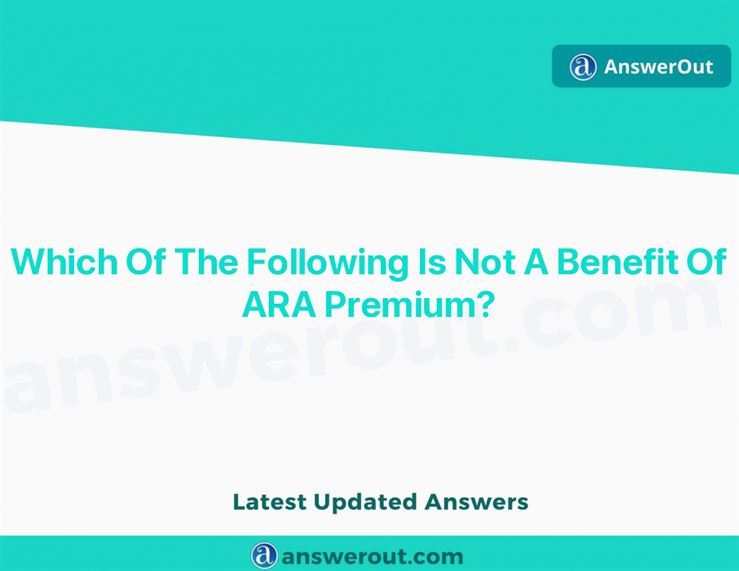 AnswerOut
Which Of The Following Is Not A Benefit Of
ARA Premium?
answerout.com
Latest Updated Answers
answerout.com